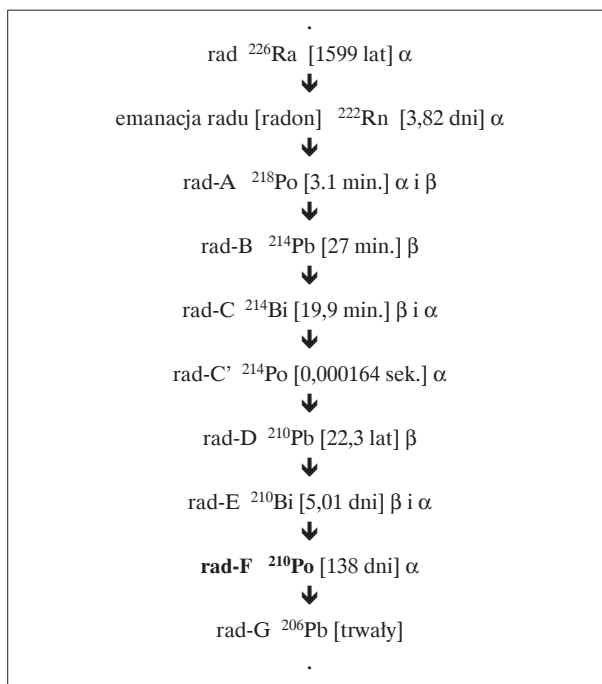 .
rad ²²⁶Ra [1599 lat] α
🡻
emanacja radu [radon] ²²²Rn [3,82 dni] α
🡻
rad-A ²¹⁸Po [3.1 min.] α i β
🡻
rad-B ²¹⁴Pb [27 min.] β
🡻
rad-C ²¹⁴Bi [19,9 min.] β i α
🡻
rad-C’ ²¹⁴Po [0,000164 sek.] α
🡻
rad-D ²¹⁰Pb [22,3 lat] β
🡻
rad-E ²¹⁰Bi [5,01 dni] β i α
🡻
rad-F ²¹⁰Po [138 dni] α
🡻
rad-G ²⁰⁶Pb [trwały]
.